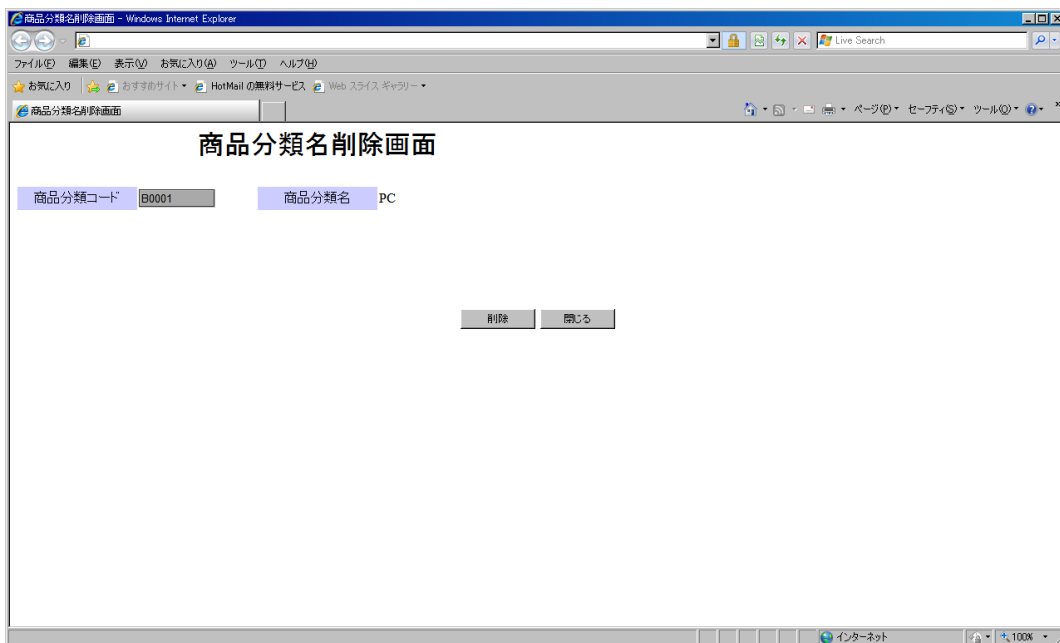 商品分類名削除画面 - Windows Internet Explorer
Live Search
ファイル(F) 編集(E) 表示(V) お気に入り(A) ツール(T) ヘルプ(H)
お気に入り おすすめサイト HotMail の無料サービス Web スライス ギャラリー
商品分類名削除画面 ページ(P) セーフティ(S) ツール(O)
商品分類名削除画面
商品分類コード B0001 商品分類名 PC
削除 閉じる
インターネット 100%